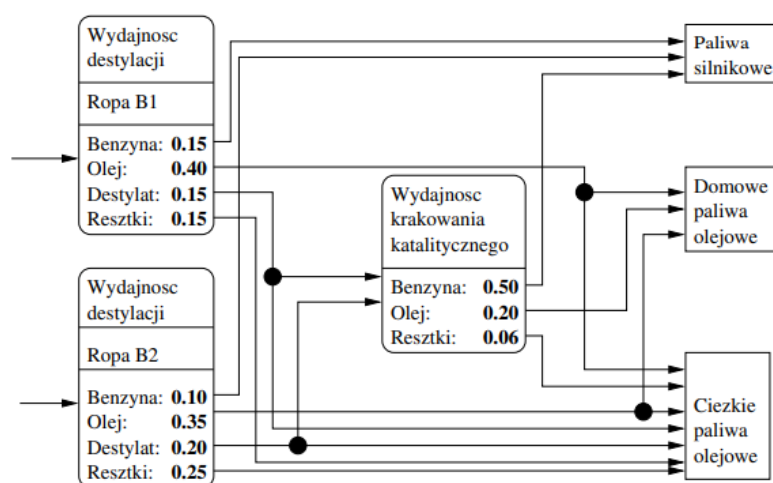 Wydajnosc
destylacji
Ropa B1
Benzyna: 0.15
Olej: 0.40
Destylat: 0.15
Resztki: 0.15
Wydajnosc
destylacji
Ropa B2
Benzyna: 0.10
Olej: 0.35
Destylat: 0.20
Resztki: 0.25
Wydajnosc
krakowania
katalitycznego
Benzyna: 0.50
Olej: 0.20
Resztki: 0.06
Paliwa
silnikowe
Domowe
paliwa
olejowe
Ciezkie
paliwa
olejowe